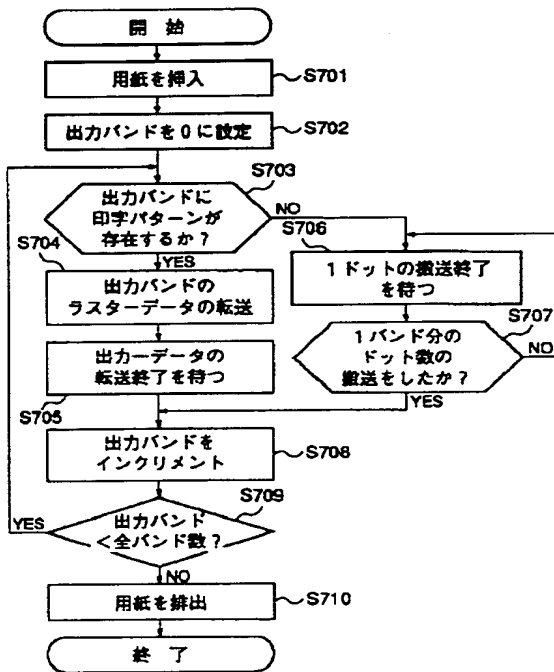 開 始
用紙を挿入
S701
出力バンドを0に設定
S702
S703
出力バンドに
印字パターンが
存在するか?
NO
S704
YES
出力バンドの
ラスターデータの転送
出力ーデータの
転送終了を待つ
S705
S706
1ドットの搬送終了
を待つ
S707
1バンド分の
ドット数の
搬送をしたか?
NO
YES
出力バンドを
インクリメント
S708
S709
YES
出力バンド
<全バンド数?
NO
用紙を排出
S710
終 了